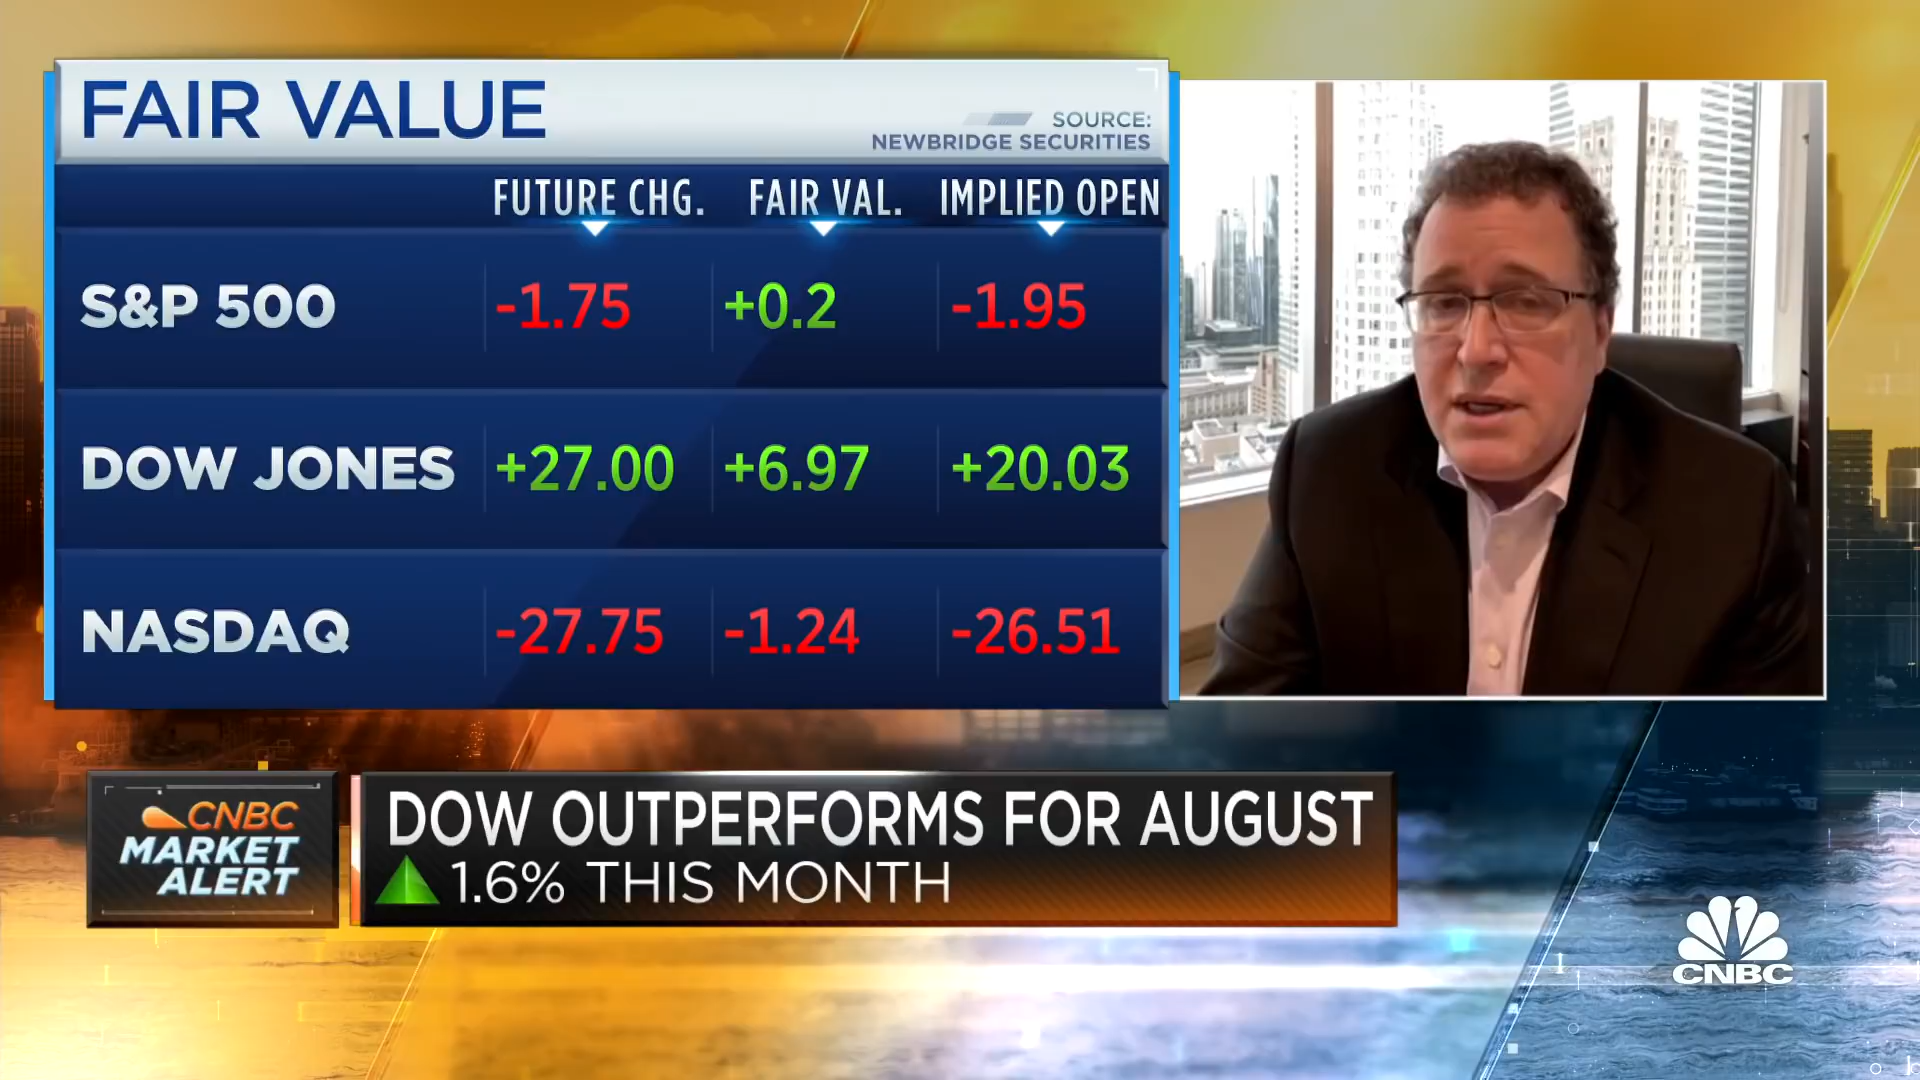 FAIR VALUE
SOURCE:
NEWBRIDGE SECURITIES
FUTURE CHG. FAIR VAL. IMPLIED OPEN
S&P 500 -1.75 +0.2 -1.95
DOW JONES +27.00 +6.97 +20.03
NASDAQ -27.75 -1.24 -26.51
CNBC
MARKET
ALERT
DOW OUTPERFORMS FOR AUGUST
1.6% THIS MONTH
CNBC